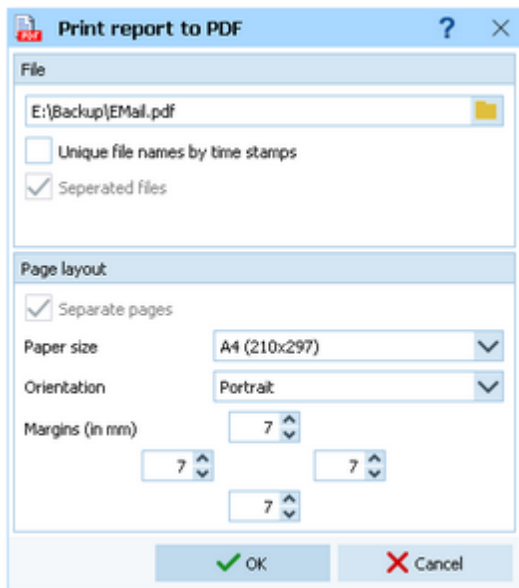 PDF
Print report to PDF
?
File
E:\Backup\EMail.pdf
Unique file names by time stamps
Seperated files
Page layout
Separate pages
Paper size A4 (210x297)
Orientation Portrait
Margins (in mm) 7
7 7
7
OK Cancel